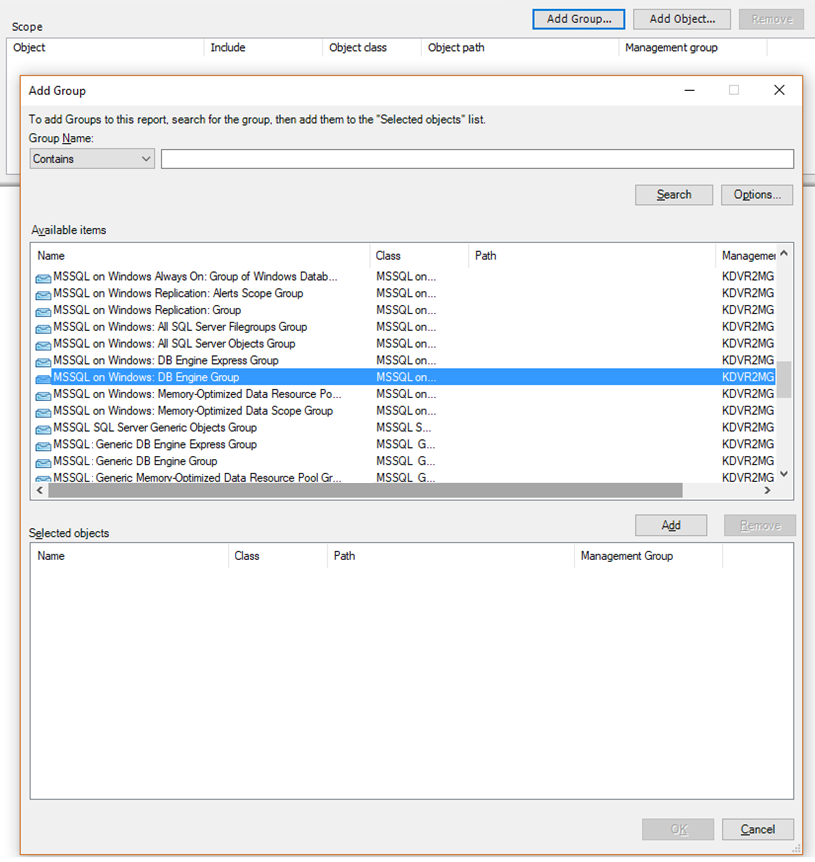 Scope
Add Group...
Add Object...
Remove
Object Include Object class Object path Management group
Add Group
To add Groups to this report, search for the group, then add them to the "Selected objects" list.
Group Name:
Contains
Search Options...
Available items
Name Class Path Managemer
MSSQL on Windows Always On: Group of Windows Datab... MSSQL on... KDVR2MG
MSSQL on Windows Replication: Alerts Scope Group MSSQL on... KDVR2MG
MSSQL on Windows Replication: Group MSSQL on... KDVR2MG
MSSQL on Windows: All SQL Server Filegroups Group MSSQL on... KDVR2MG
MSSQL on Windows: All SQL Server Objects Group MSSQL on... KDVR2MG
MSSQL on Windows: DB Engine Express Group MSSQL on... KDVR2MG
MSSQL on Windows: DB Engine Group MSSQL on... KDVR2MG
MSSQL on Windows: Memory-Optimized Data Resource Po... MSSQL on... KDVR2MG
MSSQL on Windows: Memory-Optimized Data Scope Group MSSQL on... KDVR2MG
MSSQL SQL Server Generic Objects Group MSSQL S... KDVR2MG
MSSQL: Generic DB Engine Express Group MSSQL G... KDVR2MG
MSSQL: Generic DB Engine Group MSSQL G... KDVR2MG
MSSQL: Generic Memory-Optimized Data Resource Pool Gr... MSSQL G... KDVR2MG
Add Remove
Selected objects
Name Class Path Management Group
OK Cancel